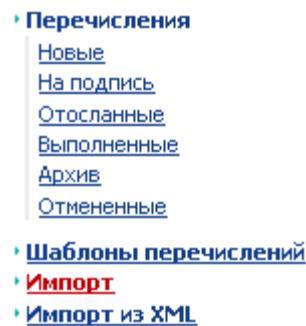 Перечисления
Новые
На подпись
Отосланные
Выполненные
Архив
Отмененные
Шаблоны перечислений
Импорт
Импорт из XML